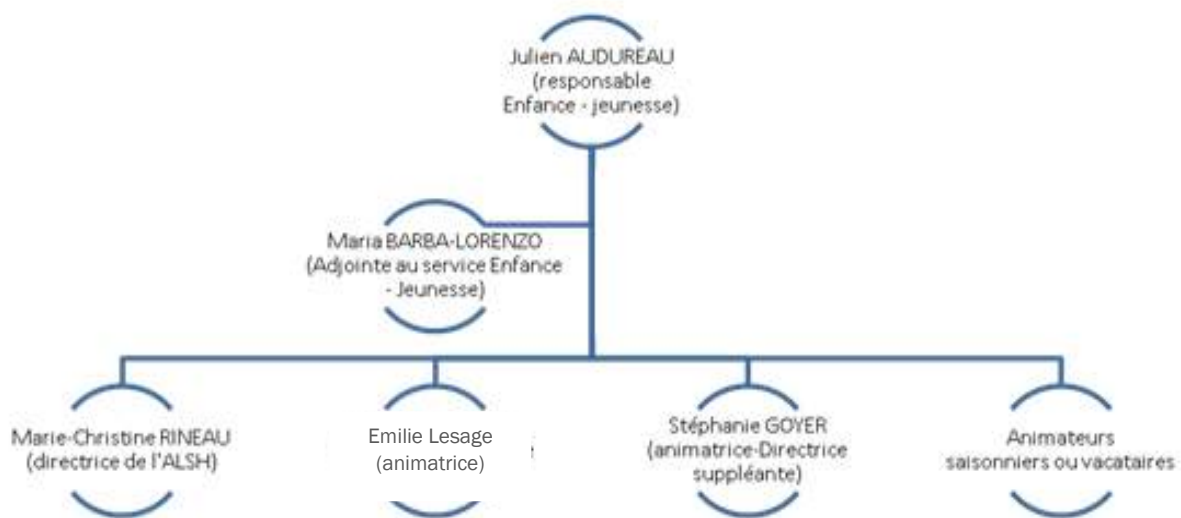 Julien AUDUREAU
(responsable
Enfance - jeunesse)
Maria BARBA-LORENZO
(Adjointe au service Enfance
- Jeunesse)
Marie-Christine RINEAU
(directrice de l'ALSH)
Emilie Lesage
(animatrice)
Stéphanie GOYER
(animatrice-Directrice
suppléante)
Animateurs
saisonniers ou vacataires